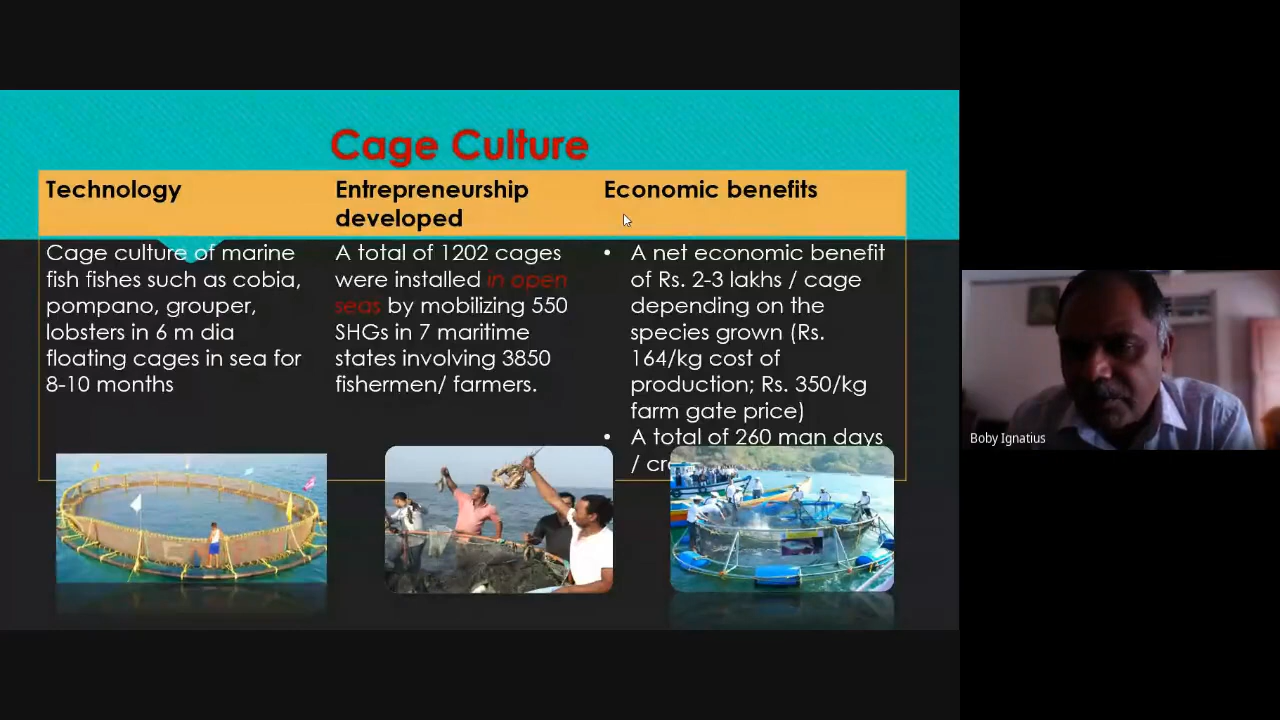 Cage Culture
Technology
Entrepreneurship
developed
Economic benefits
Cage culture of marine
fish fishes such as cobia,
pompano, grouper,
lobsters in 6 m dia
floating cages in sea for
8-10 months
A total of 1202 cages
were installed in open
seas by mobilizing 550
SHGs in 7 maritime
states involving 3850
fishermen/ farmers.
• A net economic benefit
of Rs. 2-3 lakhs / cage
depending on the
species grown (Rs.
164/kg cost of
production; Rs. 350/kg
farm gate price)
• A total of 260 man days
/
Boby Ignatius